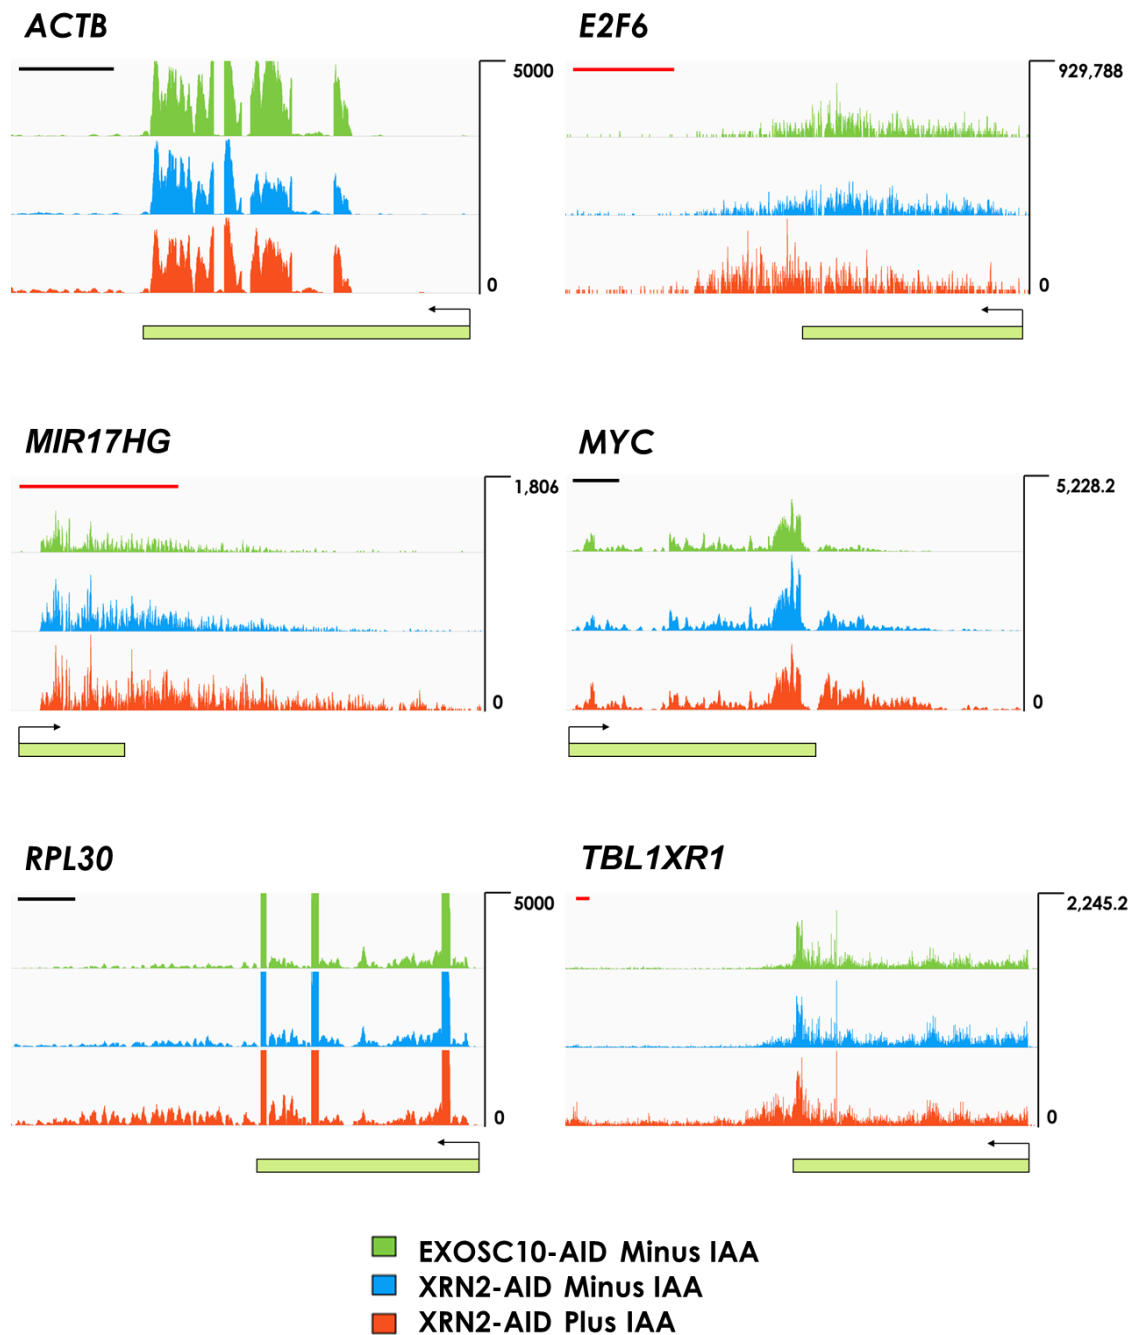 ACTB
5000
0
E2F6
929,788
0
MIR17HG
1,806
0
MYC
5,228.2
0
RPL30
5000
0
TBL1XR1
2,245.2
0
EXOSC10-AID Minus IAA
XRN2-AID Minus IAA
XRN2-AID Plus IAA